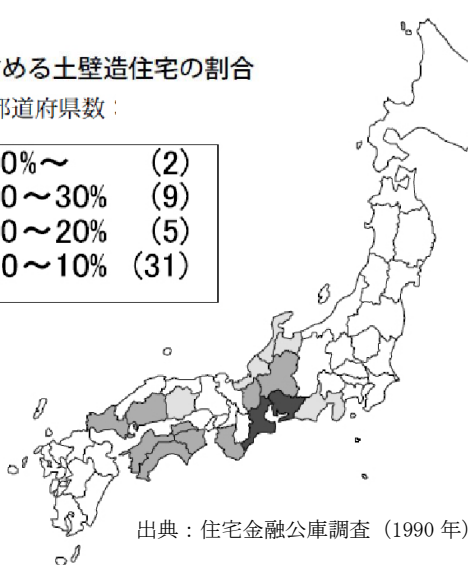 める土壁造住宅の割合
都道府県数：
0%～ (2)
0～30% (9)
0～20% (5)
0～10% (31)
出典：住宅金融公庫調査（1990 年）